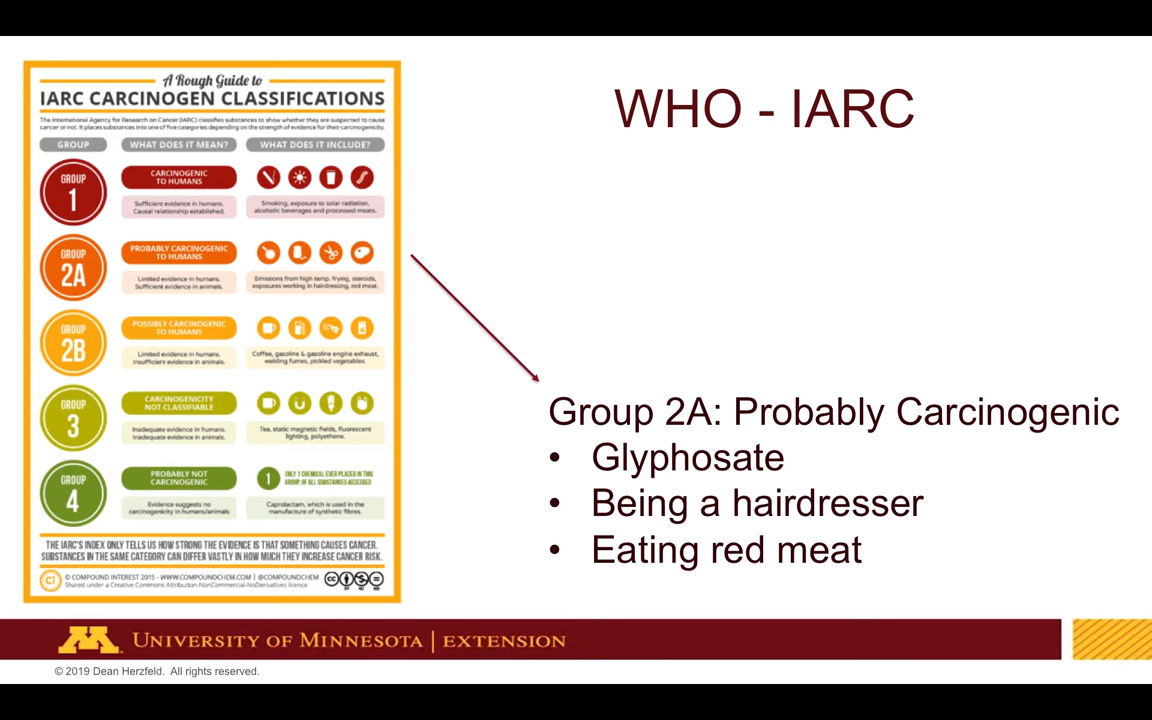 A Rough Guide to
IARC CARCINOGEN CLASSIFICATIONS
The International Agency for Research on Cancer (IARC) classifies substances to show whether they are suspected to cause
cancer or not. It places substances into one of five categories depending on the strength of evidence for their carcinogenicity.
GROUP
WHAT DOES IT MEAN?
WHAT DOES IT INCLUDE?
GROUP
1
CARCINOGENIC
TO HUMANS
Sufficient evidence in humans.
Causal relationship established.
Smoking, exposure to solar radiation,
alcoholic beverages and processed meats.
GROUP
2A
PROBABLY CARCINOGENIC
TO HUMANS
Limited evidence in humans.
Sufficient evidence in animals.
Emissions from high temp. frying, steroids,
exposures working in hairdressing, red meat.
GROUP
2B
POSSIBLY CARCINOGENIC
TO HUMANS
Limited evidence in humans.
Insufficient evidence in animals.
Coffee, gasoline & gasoline engine exhaust,
welding fumes, pickled vegetables.
GROUP
3
CARCINOGENICITY
NOT CLASSIFIABLE
Inadequate evidence in humans.
Inadequate evidence in animals.
Tea, static magnetic fields, fluorescent
lighting, polyethene.
GROUP
4
PROBABLY NOT
CARCINOGENIC
Evidence suggests no
carcinogenicity in humans/animals
1
ONLY 1 CHEMICAL EVER PLACED IN THIS
GROUP, OF ALL SUBSTANCES ASSESSED
Caprolactam, which is used in the
manufacture of synthetic fibres.
THE IARC'S INDEX ONLY TELLS US HOW STRONG THE EVIDENCE IS THAT SOMETHING CAUSES CANCER.
SUBSTANCES IN THE SAME CATEGORY CAN DIFFER VASTLY IN HOW MUCH THEY INCREASE CANCER RISK.
Ci
© COMPOUND INTEREST 2015 - WWW.COMPOUNDCHEM.COM | @COMPOUNDCHEM
Shared under a Creative Commons Attribution-NonCommercial-NoDerivatives licence
WHO - IARC
Group 2A: Probably Carcinogenic
• Glyphosate
• Being a hairdresser
• Eating red meat
M UNIVERSITY OF MINNESOTA | EXTENSION
© 2019 Dean Herzfeld. All rights reserved.